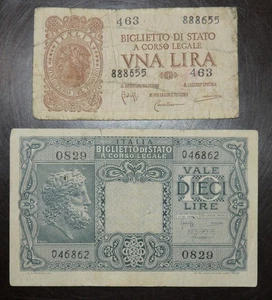 463 888655
ITALIA
BIGLIETTO DI STATO
A CORSO LEGALE
888655 463
VNA LIRA
ITALIA
BIGLIETTO DI STATO
A CORSO LEGALE
0829 046862
VALE
DIECI
LIRE
046862 0829